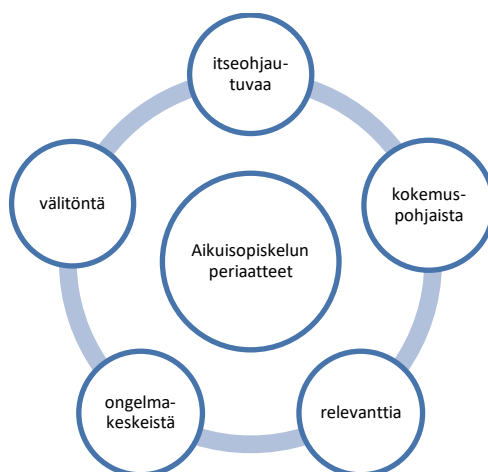 itseohjau-
tuvaa
kokemus-
pohjaista
relevanttia
ongelma-
keskeistä
välitöntä
Aikuisopiskelun
periaatteet